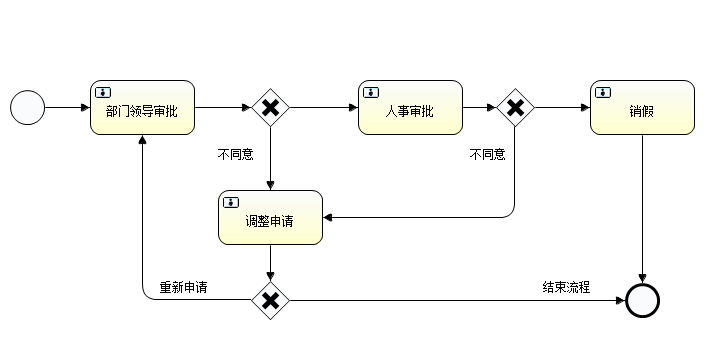 部门领导审批
人事审批
销假
不同意
不同意
调整申请
重新申请
结束流程